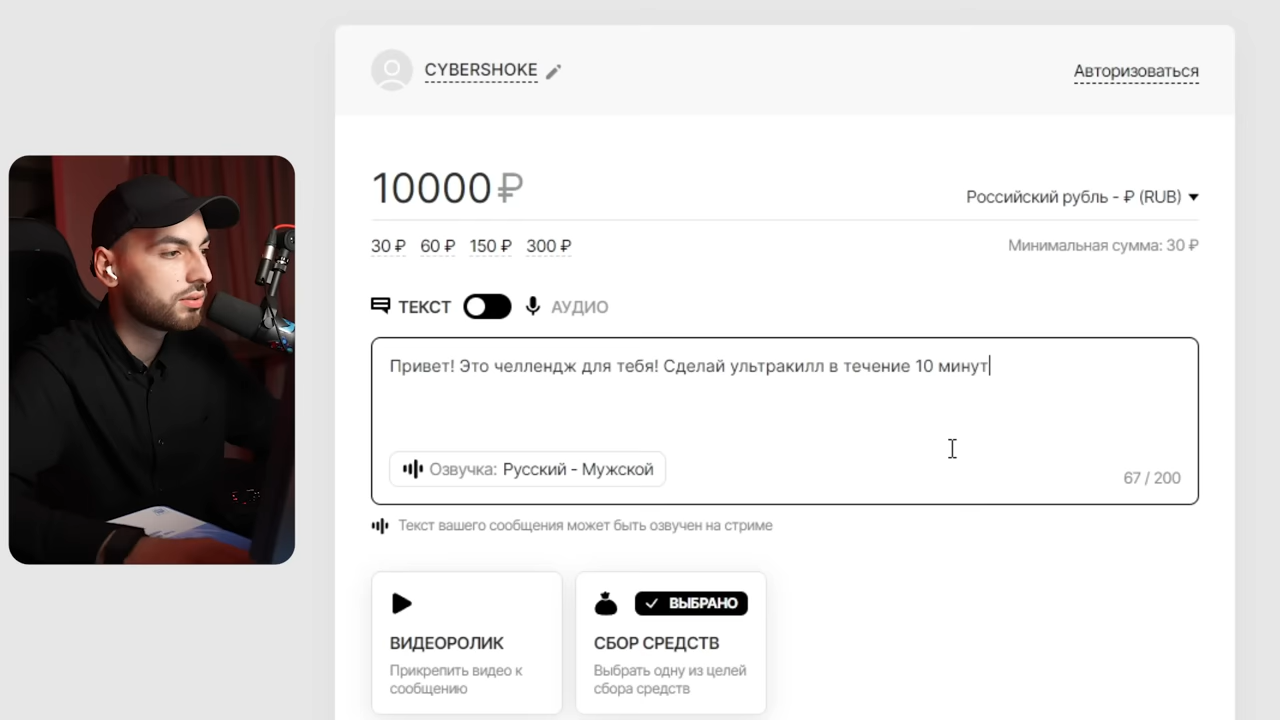 CYBERSHOKE
Авторизоваться
10000 ₽
Российский рубль - ₽ (RUB)
30 ₽ 60 ₽ 150 ₽ 300 ₽
Минимальная сумма: 30 ₽
ТЕКСТ АУДИО
Привет! Это челлендж для тебя! Сделай ультракилл в течение 10 минут
Озвучка: Русский - Мужской
67 / 200
Текст вашего сообщения может быть озвучен на стриме
ВИДЕОРОЛИК
Прикрепить видео к
сообщению
ВЫБРАНО
СБОР СРЕДСТВ
Выбрать одну из целей
сбора средств